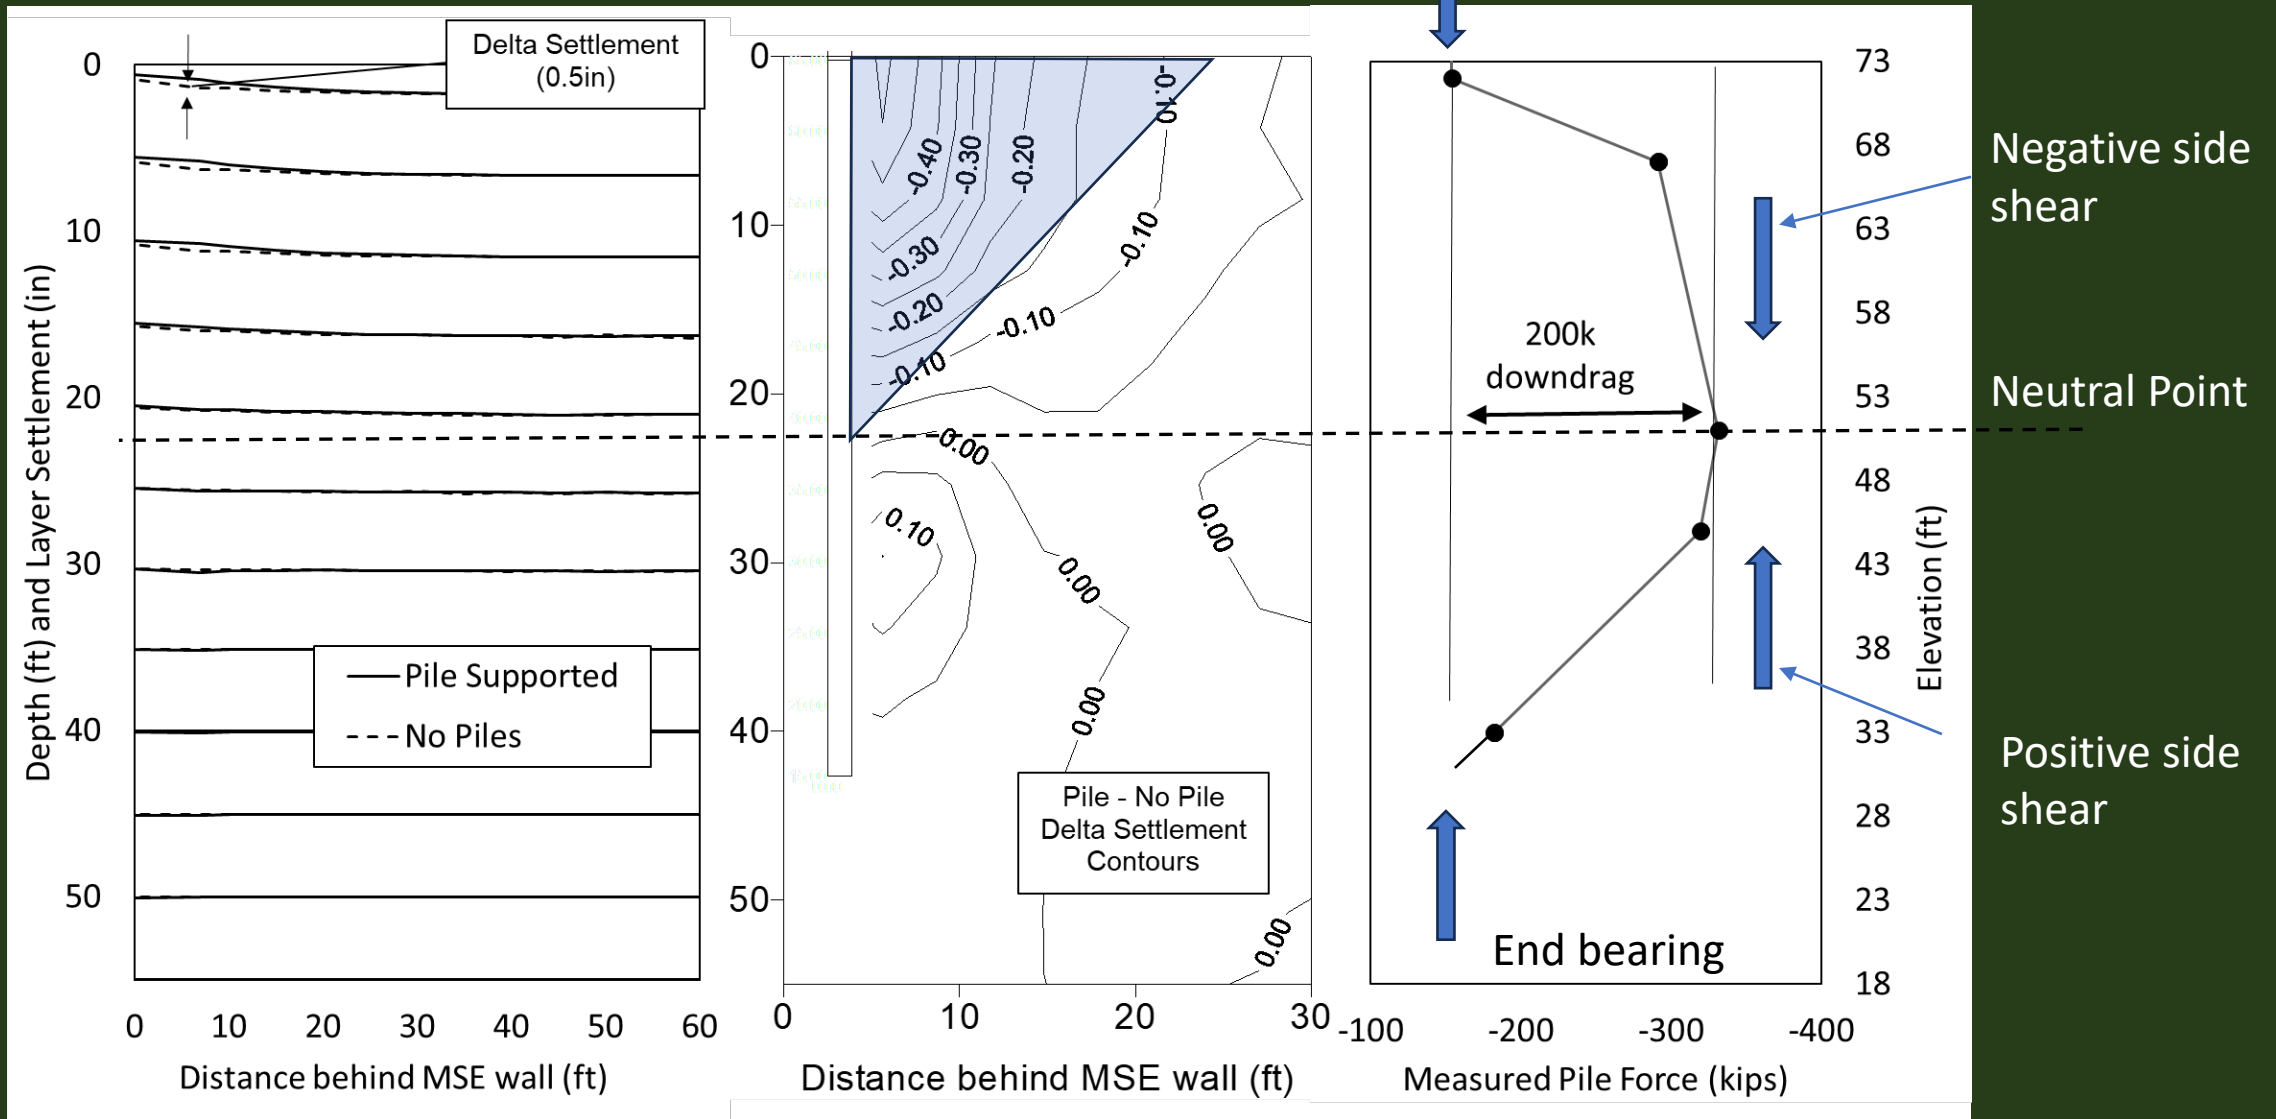 Delta Settlement
(0.5in)
0
10
20
30
40
50
Depth (ft) and Layer Settlement (in)
Pile Supported
No Piles
0 10 20 30 40 50 60
Distance behind MSE wall (ft)
0
10
20
30
40
50
-0.40
-0.30
-0.20
-0.10
-0.30
-0.20
-0.10
-0.10
-0.10
0.00
0.10
0.00
0.00
0.00
0.00
Pile - No Pile
Delta Settlement
Contours
0 10 20 30
Distance behind MSE wall (ft)
200k
downdrag
End bearing
73
68
63
58
53
48
43
38
33
28
23
18
Elevation (ft)
-100 -200 -300 -400
Measured Pile Force (kips)
Negative side
shear
Neutral Point
Positive side
shear